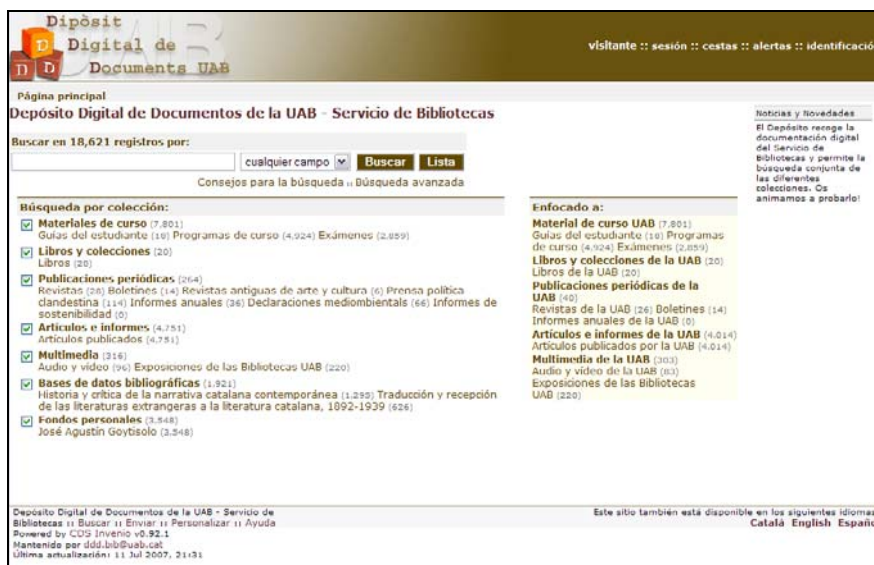 Dipòsit
Digital de
Documents UAB
visitante :: sesión :: cestas :: alertas :: identificació
Página principal
Depósito Digital de Documentos de la UAB - Servicio de Bibliotecas
Buscar en 18,621 registros por:
cualquier campo Buscar Lista
Consejos para la búsqueda :: Búsqueda avanzada
Búsqueda por colección:
Materiales de curso (7.801)
Guías del estudiante (18) Programas de curso (4,924) Exámenes (2,859)
Libros y colecciones (20)
Libros (20)
Publicaciones periódicas (264)
Revistas (28) Boletines (14) Revistas antiguas de arte y cultura (6) Prensa política
clandestina (114) Informes anuales (36) Declaraciones mediombientals (66) Informes de
sostenibilidad (0)
Artículos e informes (4.751)
Artículos publicados (4.751)
Multimedia (316)
Audio y vídeo (96) Exposiciones de las Bibliotecas UAB (220)
Bases de datos bibliográficas (1.921)
Historia y crítica de la narrativa catalana contemporánea (1.295) Traducción y recepción
de las literaturas extrangeras a la literatura catalana, 1892-1939 (626)
Fondos personales (3.548)
José Agustín Goytisolo (3.548)
Enfocado a:
Material de curso UAB (7.801)
Guías del estudiante (18) Programas
de curso (4,924) Exámenes (2,859)
Libros y colecciones de la UAB (20)
Libros de la UAB (20)
Publicaciones periódicas de la
UAB (40)
Revistas de la UAB (26) Boletines (14)
Informes anuales de la UAB (0)
Artículos e informes de la UAB (4.014)
Artículos publicados por la UAB (4.014)
Multimedia de la UAB (303)
Audio y vídeo de la UAB (83)
Exposiciones de las Bibliotecas
UAB (220)
Noticias y Novedades
El Depósito recoge la
documentación digital
del Servicio de
Bibliotecas y permite la
búsqueda conjunta de
las diferentes
colecciones. Os
animamos a probarlo!
Depósito Digital de Documentos de la UAB - Servicio de
Bibliotecas :: Buscar :: Enviar :: Personalizar :: Ayuda
Powered by CDS Invenio v0.92.1
Mantenido por ddd.bib@uab.cat
Última actualización: 11 Jul 2007, 21:31
Este sitio también está disponible en los siguientes idiomas
Català English Españo